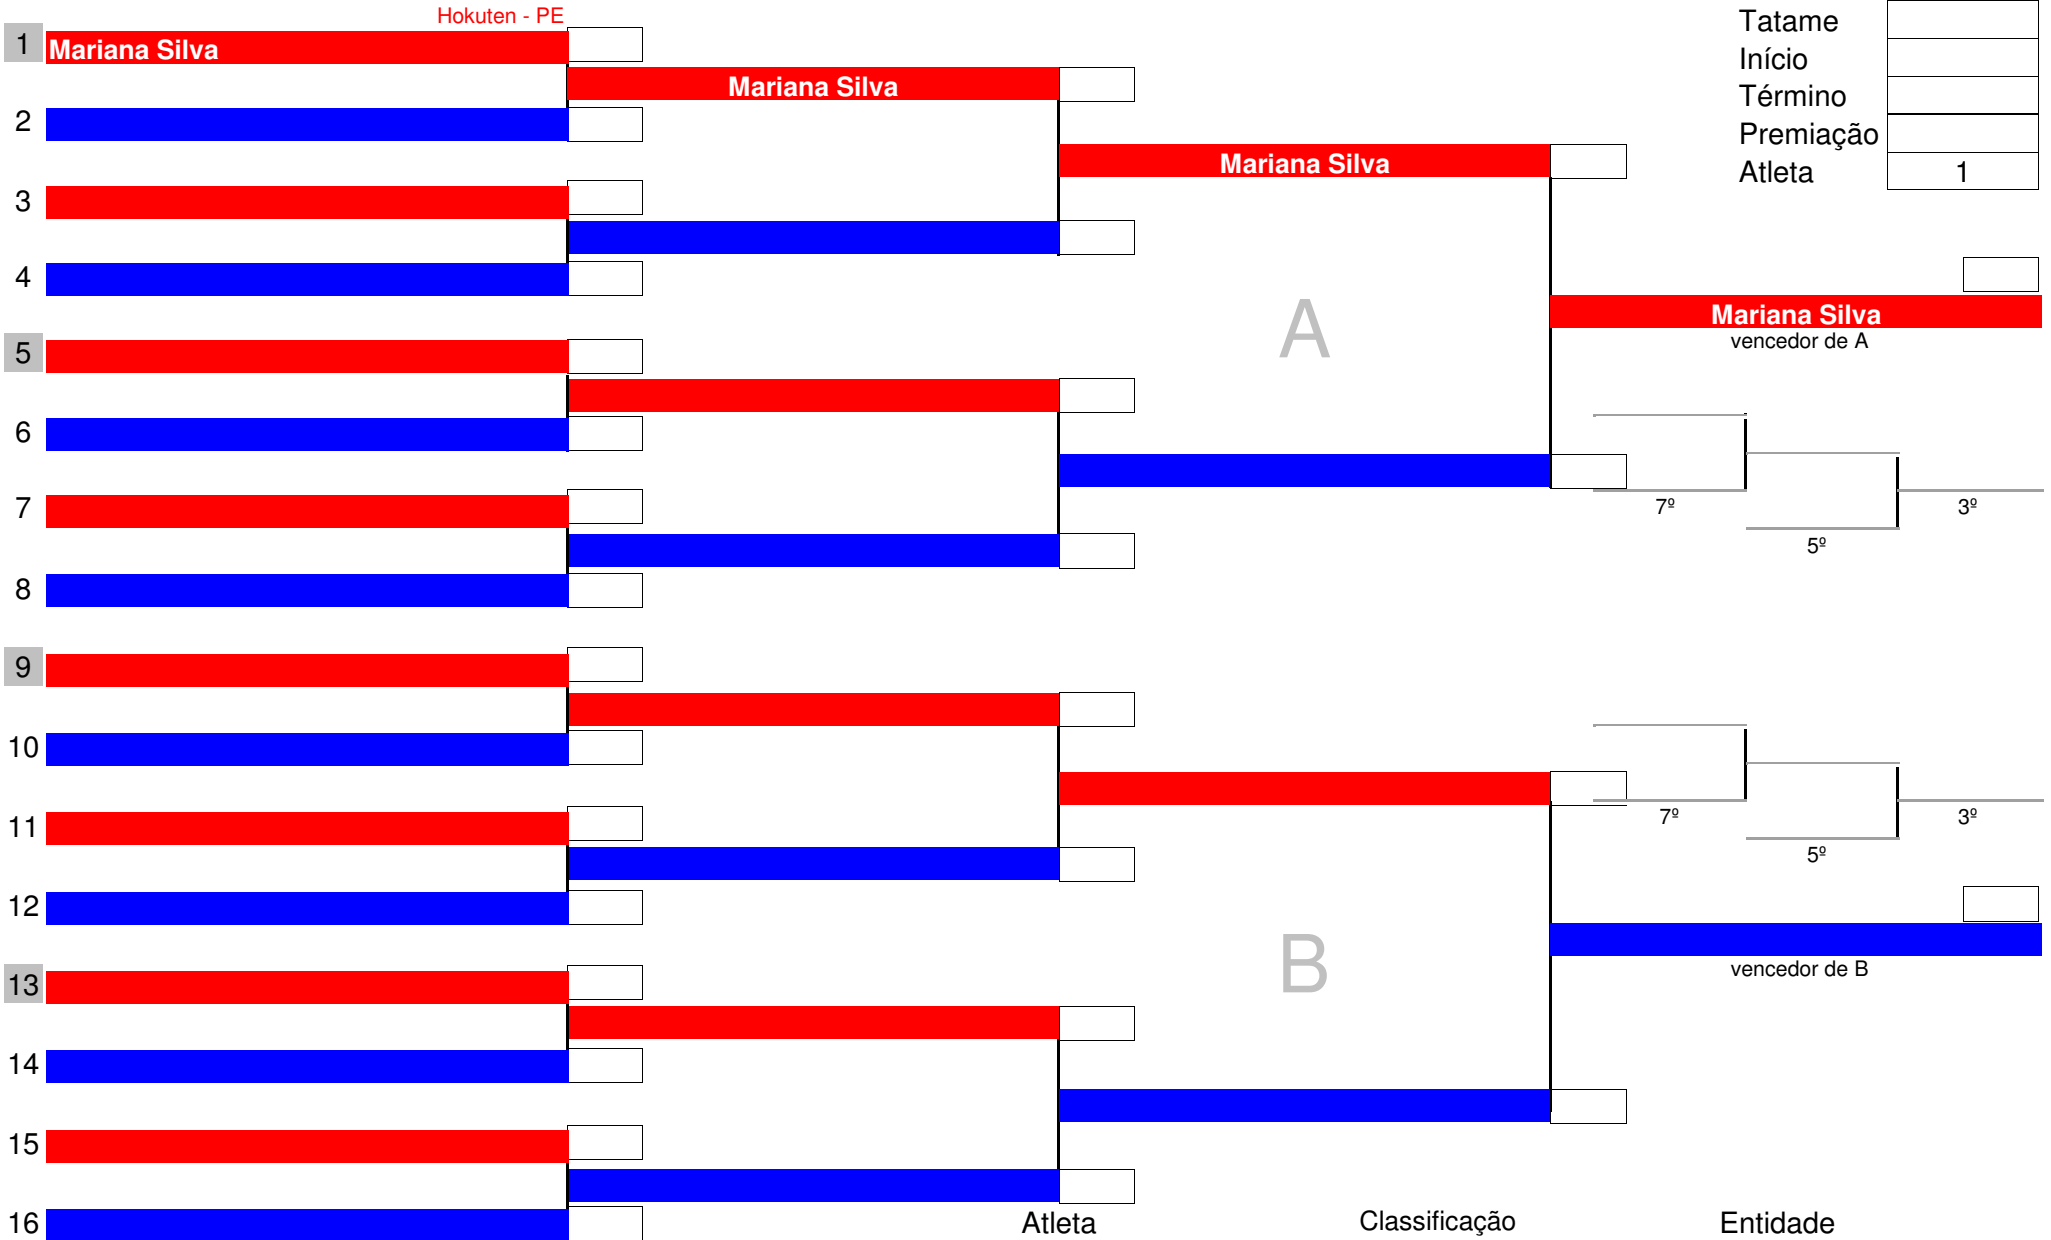 Hokuten - PE
1 Mariana Silva
Mariana Silva
2
Mariana Silva
3
4
Tatame
Início
Término
Premiação
Atleta 1
A
Mariana Silva
vencedor de A
5
6
7
8
7º
3º
5º
9
10
11
12
7º
3º
5º
B
vencedor de B
13
14
15
16
Atleta Classificação Entidade